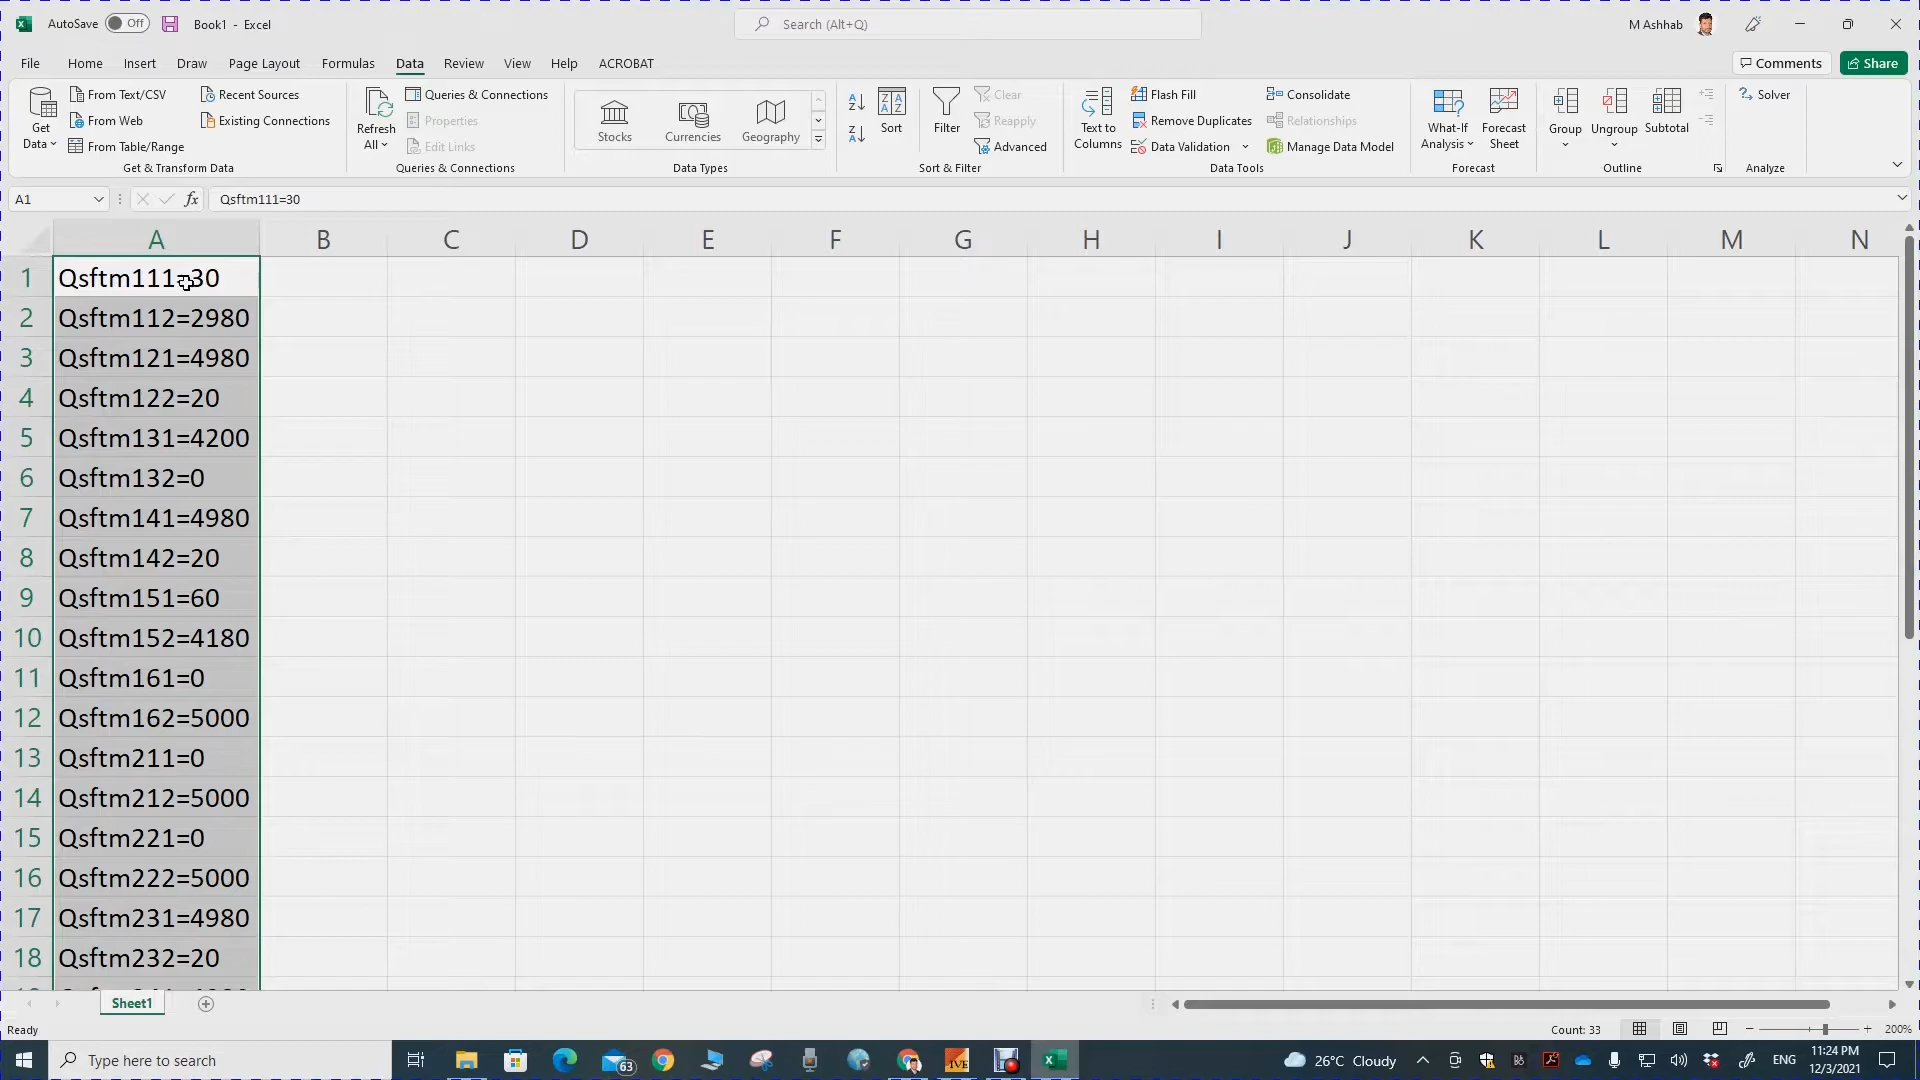 AutoSave Off Book1 - Excel Search (Alt+Q) M Ashhab
File Home Insert Draw Page Layout Formulas Data Review View Help ACROBAT Comments Share
Get Data
From Text/CSV
From Web
From Table/Range
Recent Sources
Existing Connections
Get & Transform Data
Refresh All
Queries & Connections
Properties
Edit Links
Queries & Connections
Stocks Currencies Geography
Data Types
Sort Filter
Clear
Reapply
Advanced
Sort & Filter
Text to Columns
Flash Fill
Remove Duplicates
Data Validation
Consolidate
Relationships
Manage Data Model
Data Tools
What-If Analysis
Forecast Sheet
Forecast
Group Ungroup Subtotal
Outline
Solver
Analyze
A1 fx Qsftm111=30
A B C D E F G H I J K L M N
1 Qsftm111=30
2 Qsftm112=2980
3 Qsftm121=4980
4 Qsftm122=20
5 Qsftm131=4200
6 Qsftm132=0
7 Qsftm141=4980
8 Qsftm142=20
9 Qsftm151=60
10 Qsftm152=4180
11 Qsftm161=0
12 Qsftm162=5000
13 Qsftm211=0
14 Qsftm212=5000
15 Qsftm221=0
16 Qsftm222=5000
17 Qsftm231=4980
18 Qsftm232=20
Sheet1
Ready Count: 33 200%
Type here to search 63 26°C Cloudy ENG 11:24 PM
12/3/2021